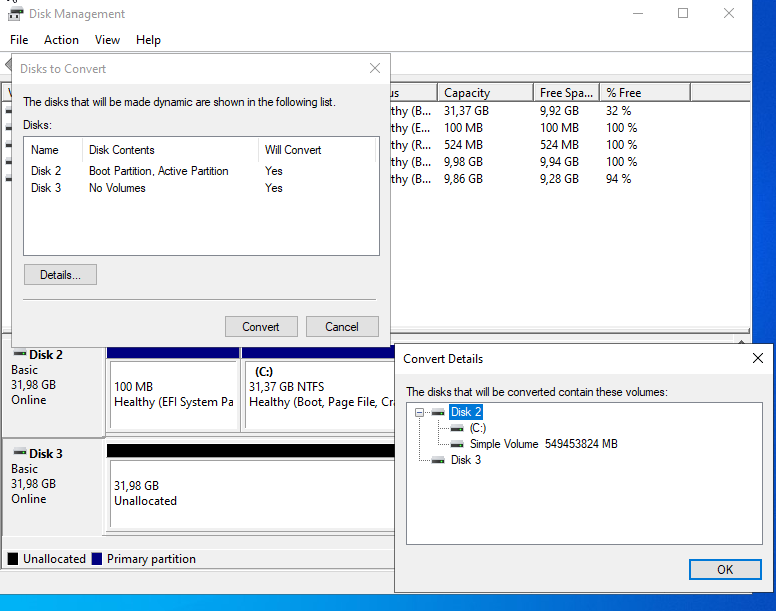 Disk Management
File Action View Help
Disks to Convert
The disks that will be made dynamic are shown in the following list.
Disks:
Name Disk Contents Will Convert
Disk 2 Boot Partition, Active Partition Yes
Disk 3 No Volumes Yes
Details...
Convert Cancel
us Capacity Free Spa... % Free
thy (B... 31,37 GB 9,92 GB 32 %
thy (E... 100 MB 100 MB 100 %
thy (R... 524 MB 524 MB 100 %
thy (B... 9,98 GB 9,94 GB 100 %
thy (B... 9,86 GB 9,28 GB 94 %
Disk 2
Basic
31,98 GB
Online
100 MB
Healthy (EFI System Pa
(C:)
31,37 GB NTFS
Healthy (Boot, Page File, Cra
Disk 3
Basic
31,98 GB
Online
31,98 GB
Unallocated
Unallocated Primary partition
Convert Details
The disks that will be converted contain these volumes:
Disk 2
(C:)
Simple Volume 549453824 MB
Disk 3
OK